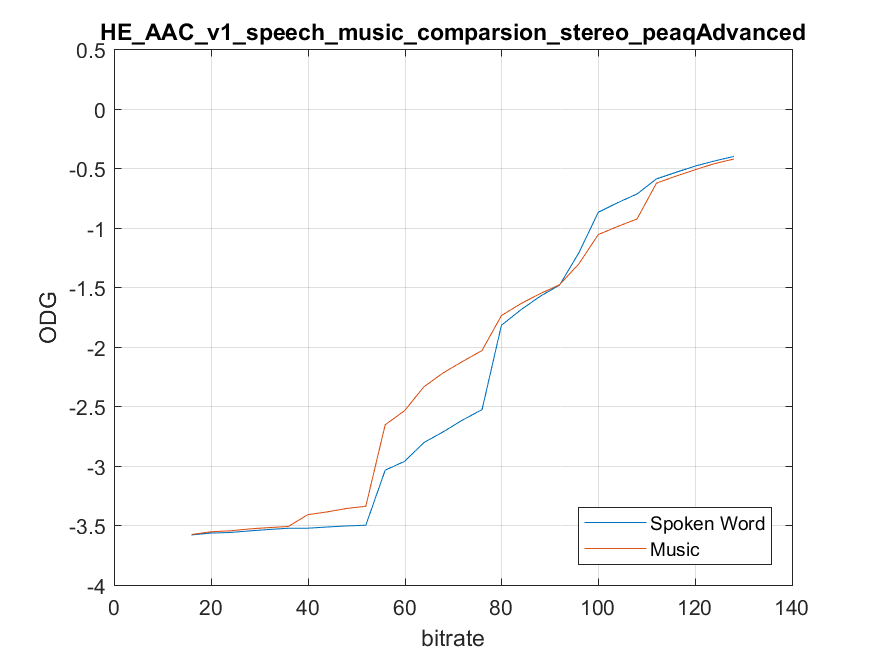 HE_AAC_v1_speech_music_comparsion_stereo_peaqAdvanced
0.5
0
-0.5
-1
-1.5
-2
-2.5
-3
-3.5
-4
ODG
0 20 40 60 80 100 120 140
bitrate
Spoken Word
Music